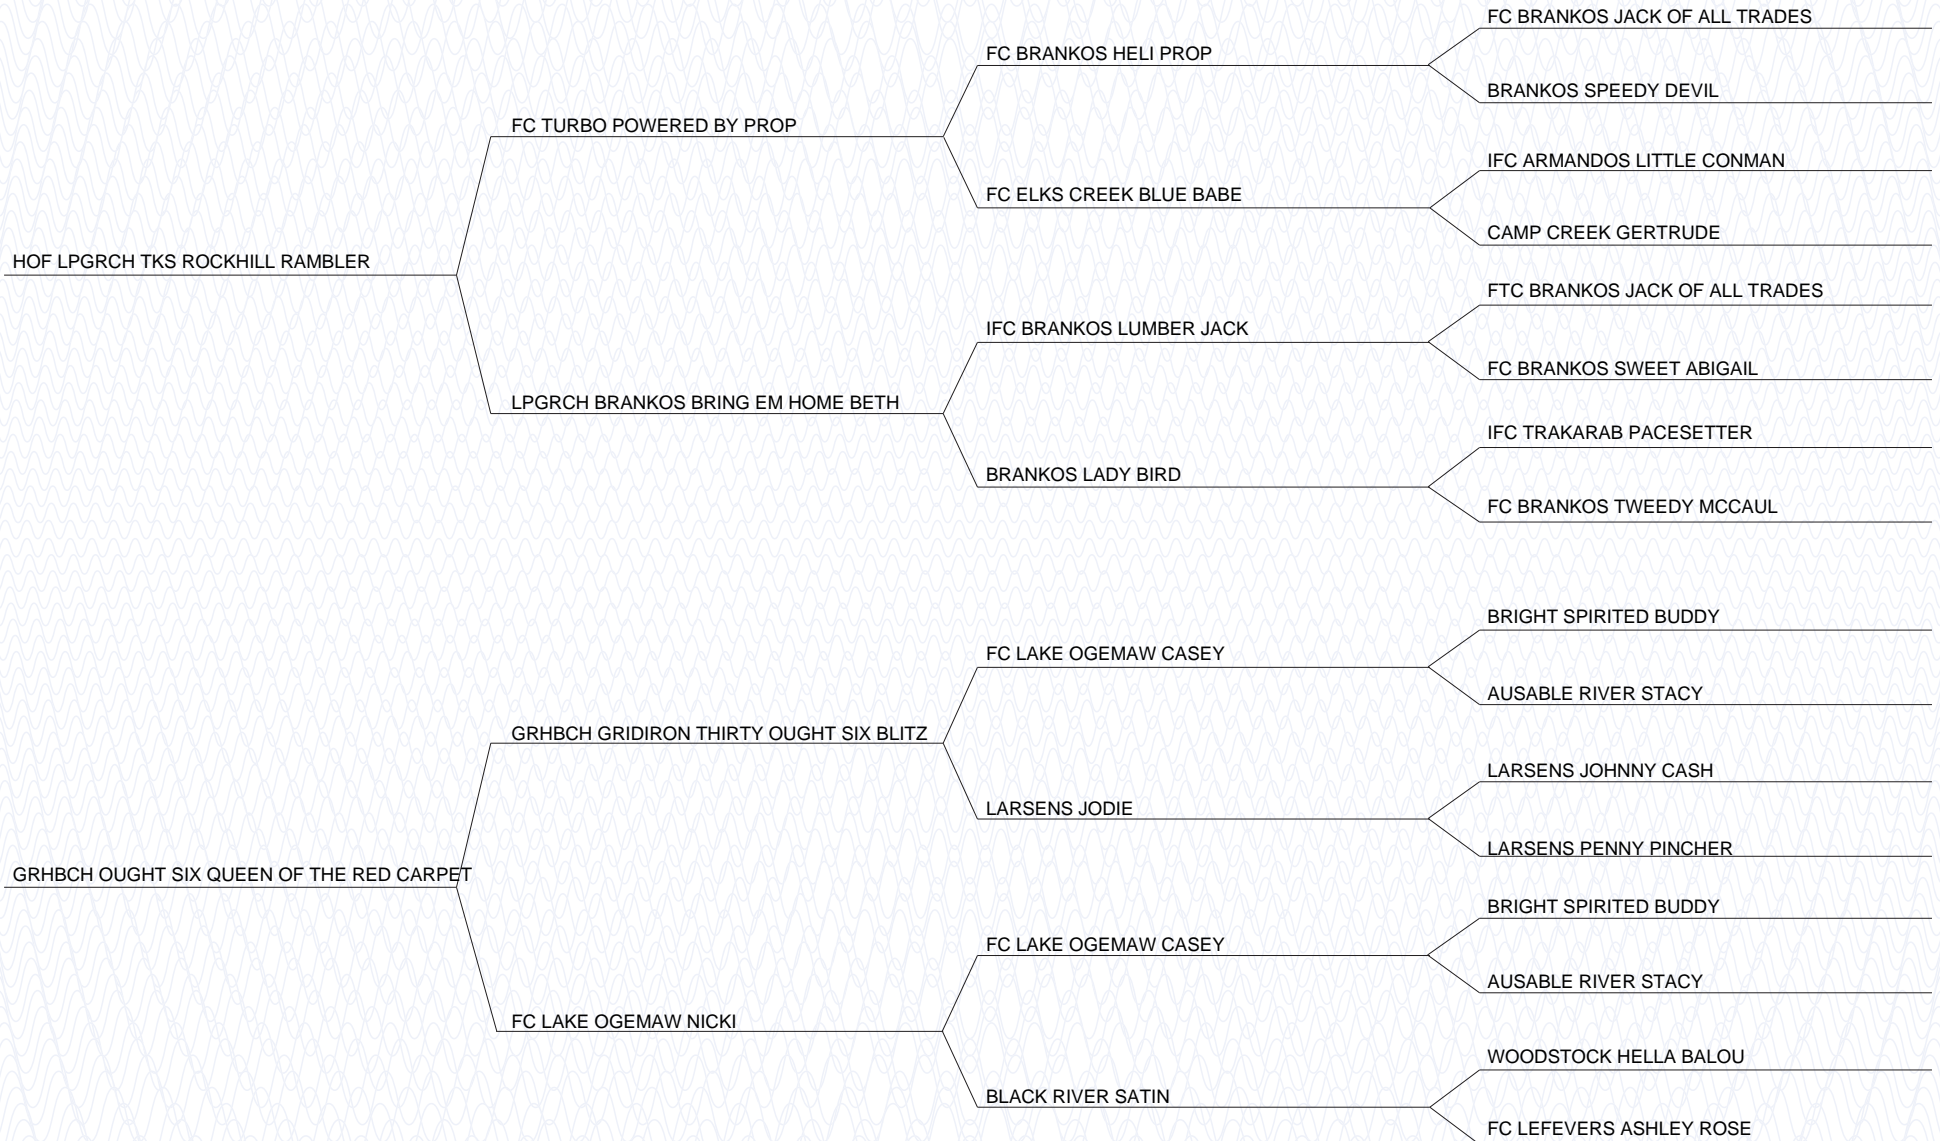 FC BRANKOS JACK OF ALL TRADES
FC BRANKOS HELI PROP
BRANKOS SPEEDY DEVIL
FC TURBO POWERED BY PROP
IFC ARMANDOS LITTLE CONMAN
FC ELKS CREEK BLUE BABE
CAMP CREEK GERTRUDE
HOF LPGRCH TKS ROCKHILL RAMBLER
FTC BRANKOS JACK OF ALL TRADES
IFC BRANKOS LUMBER JACK
FC BRANKOS SWEET ABIGAIL
LPGRCH BRANKOS BRING EM HOME BETH
IFC TRAKARAB PACESETTER
BRANKOS LADY BIRD
FC BRANKOS TWEEDY MCCAUL
BRIGHT SPIRITED BUDDY
FC LAKE OGEMAW CASEY
AUSABLE RIVER STACY
GRHBCH GRIDIRON THIRTY OUGHT SIX BLITZ
LARSENS JOHNNY CASH
LARSENS JODIE
LARSENS PENNY PINCHER
GRHBCH OUGHT SIX QUEEN OF THE RED CARPET
BRIGHT SPIRITED BUDDY
FC LAKE OGEMAW CASEY
AUSABLE RIVER STACY
FC LAKE OGEMAW NICKI
WOODSTOCK HELLA BALOU
BLACK RIVER SATIN
FC LEFEVERS ASHLEY ROSE